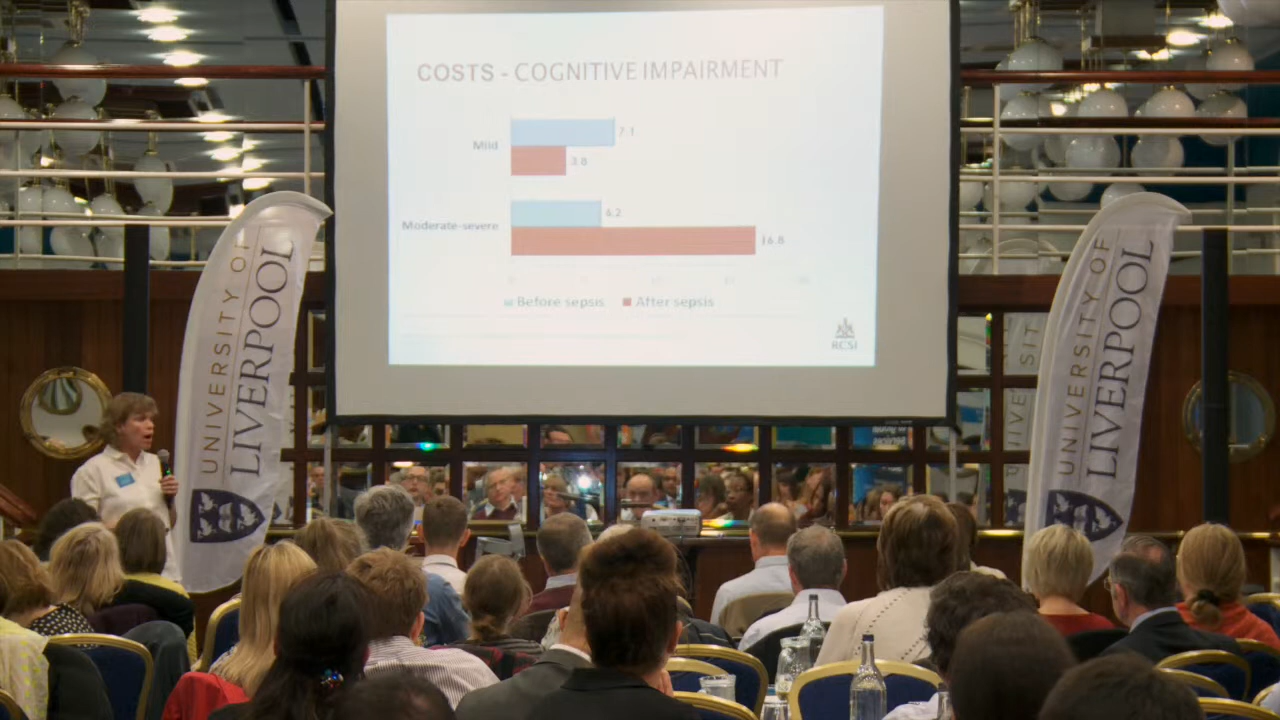 COSTS - COGNITIVE IMPAIRMENT
Mild
7.1
3.8
Moderate-severe
6.2
16.8
Before sepsis
After sepsis
RCSI
UNIVERSITY OF
LIVERPOOL
UNIVERSITY OF
LIVERPOOL